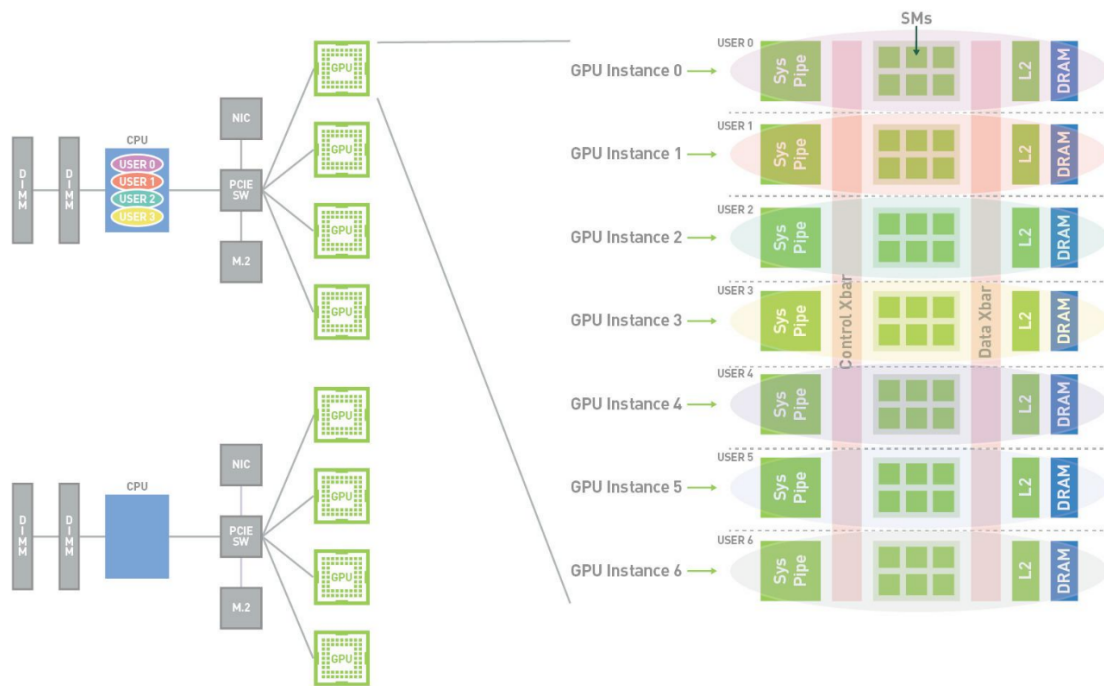 GPU
GPU
GPU
GPU
NIC
CPU
USER 0
USER 1
USER 2
USER 3
DIMM
DIMM
PCIE
SW
M.2
GPU
GPU
GPU
GPU
NIC
CPU
DIMM
DIMM
PCIE
SW
M.2
SMs
USER 0
GPU Instance 0
Sys
Pipe
L2
DRAM
USER 1
GPU Instance 1
Sys
Pipe
L2
DRAM
USER 2
GPU Instance 2
Sys
Pipe
L2
DRAM
USER 3
GPU Instance 3
Sys
Pipe
Control Xbar
Data Xbar
L2
DRAM
USER 4
GPU Instance 4
Sys
Pipe
L2
DRAM
USER 5
GPU Instance 5
Sys
Pipe
L2
DRAM
USER 6
GPU Instance 6
Sys
Pipe
L2
DRAM